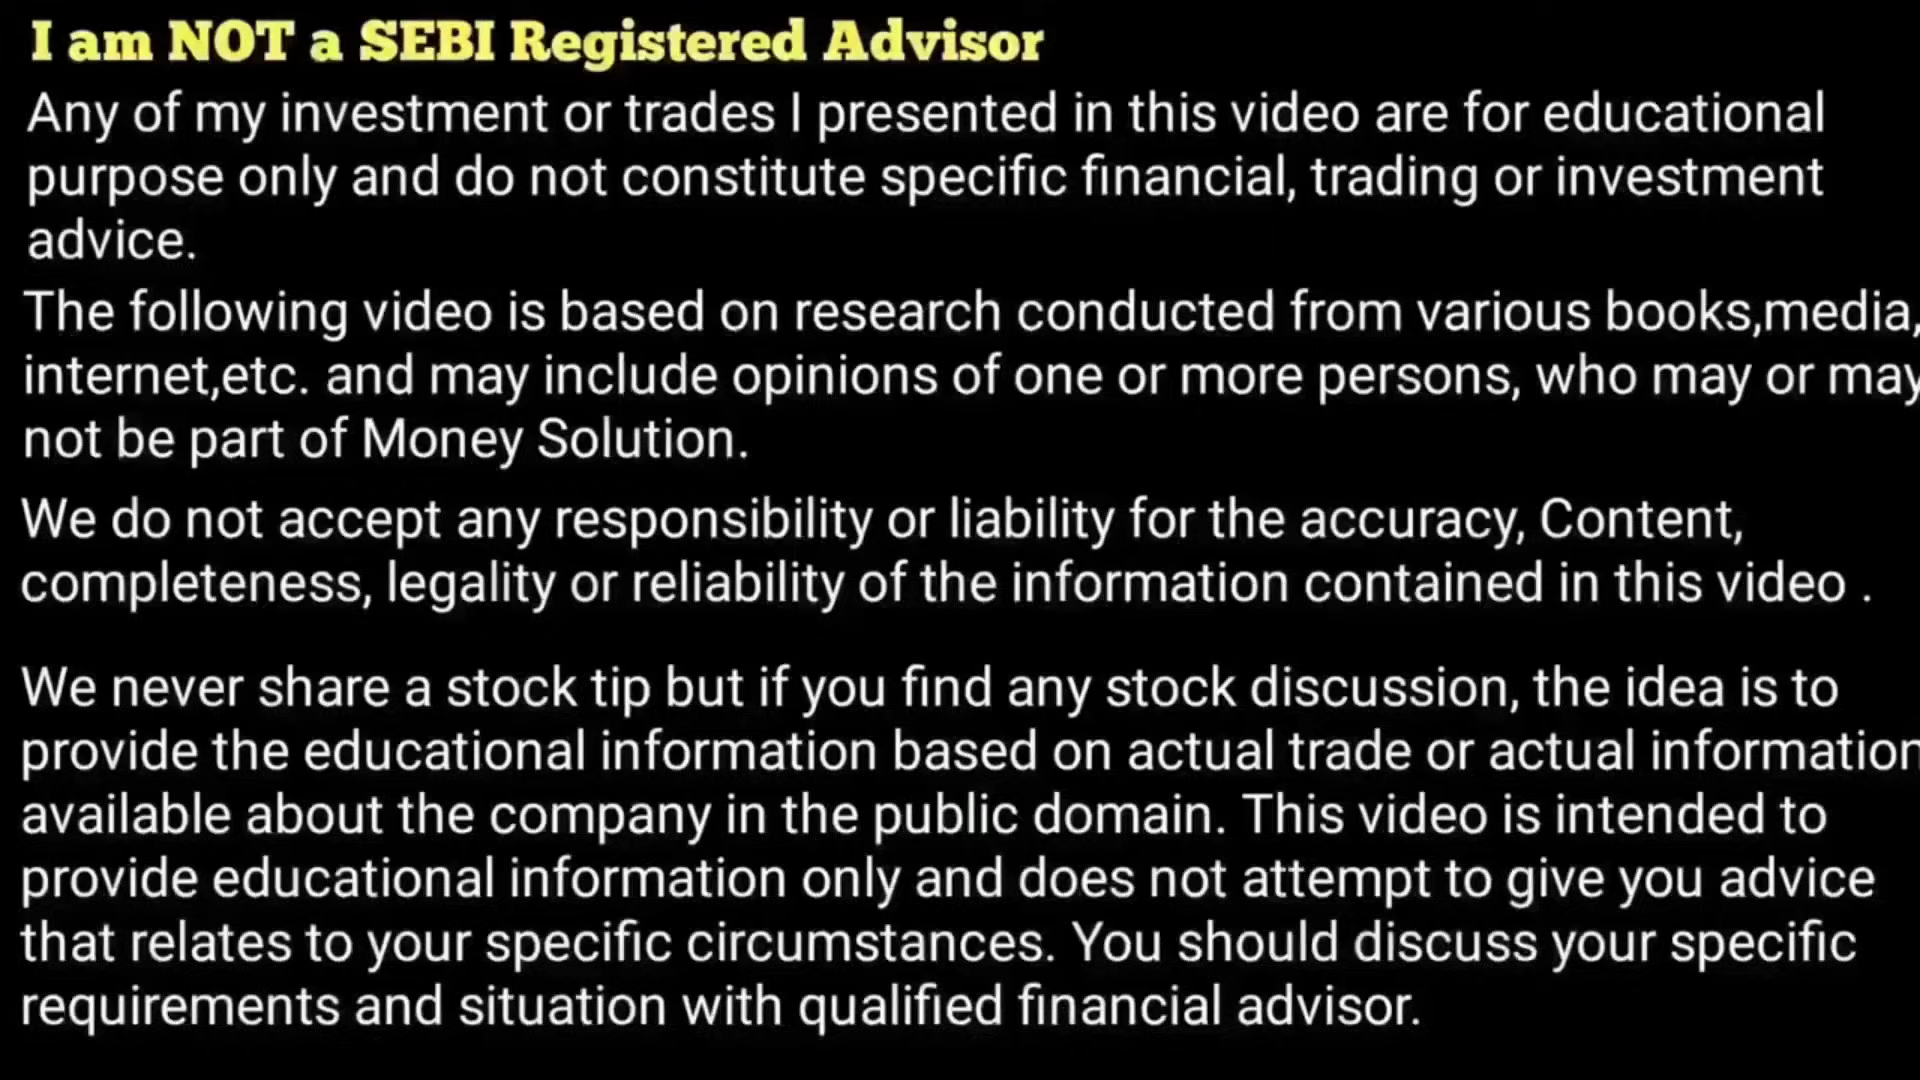 I am NOT a SEBI Registered Advisor
Any of my investment or trades I presented in this video are for educational
purpose only and do not constitute specific financial, trading or investment
advice.
The following video is based on research conducted from various books,media,
internet,etc. and may include opinions of one or more persons, who may or may
not be part of Money Solution.
We do not accept any responsibility or liability for the accuracy, Content,
completeness, legality or reliability of the information contained in this video .
We never share a stock tip but if you find any stock discussion, the idea is to
provide the educational information based on actual trade or actual information
available about the company in the public domain. This video is intended to
provide educational information only and does not attempt to give you advice
that relates to your specific circumstances. You should discuss your specific
requirements and situation with qualified financial advisor.